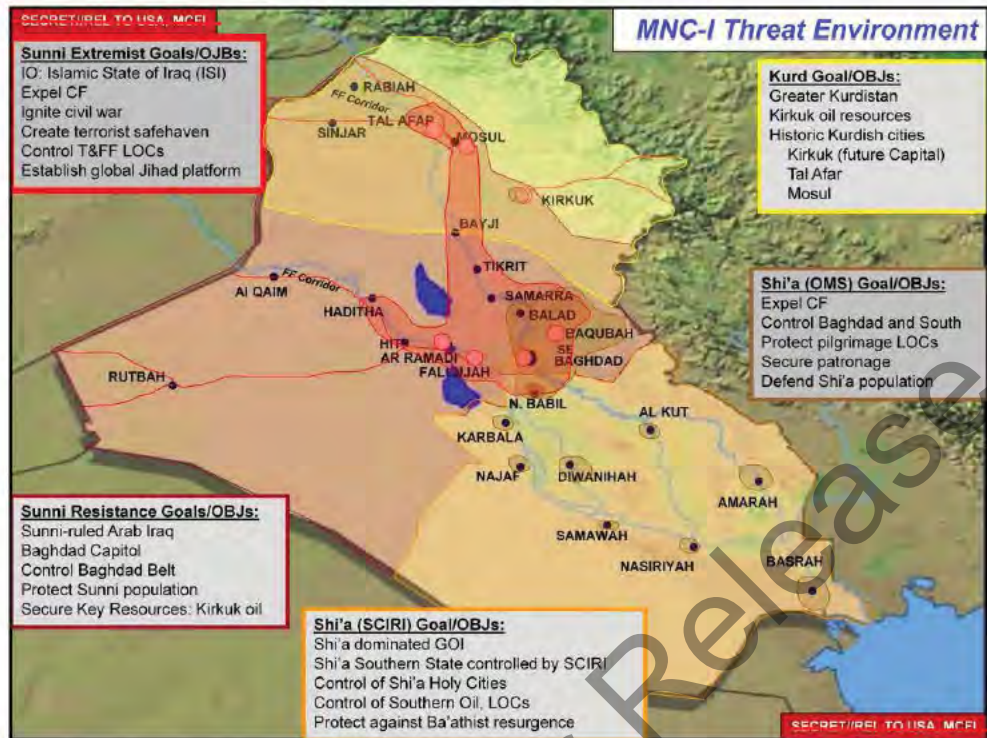 SECRET//REL TO USA, MCFI
MNC-I Threat Environment
Sunni Extremist Goals/OJBs:
IO: Islamic State of Iraq (ISI)
Expel CF
Ignite civil war
Create terrorist safehaven
Control T&FF LOCs
Establish global Jihad platform
Kurd Goal/OBJs:
Greater Kurdistan
Kirkuk oil resources
Historic Kurdish cities
Kirkuk (future Capital)
Tal Afar
Mosul
RABIAH
FF Corridor
TAL AFAR
SINJAR
MOSUL
KIRKUK
BAYJI
TIKRIT
FF Corridor
Al QAIM
HADITHA
SAMARRA
BALAD
BAQUBAH
HIT
SE
AR RAMADI
BAGHDAD
FALLUJAH
RUTBAH
N. BABIL
KARBALA
AL KUT
NAJAF
DIWANIHAH
AMARAH
SAMAWAH
NASIRIYAH
BASRAH
Shi'a (OMS) Goal/OBJs:
Expel CF
Control Baghdad and South
Protect pilgrimage LOCs
Secure patronage
Defend Shi'a population
Sunni Resistance Goals/OBJs:
Sunni-ruled Arab Iraq
Baghdad Capitol
Control Baghdad Belt
Protect Sunni population
Secure Key Resources: Kirkuk oil
Shi'a (SCIRI) Goal/OBJs:
Shi'a dominated GOI
Shi'a Southern State controlled by SCIRI
Control of Shi'a Holy Cities
Control of Southern Oil, LOCs
Protect against Ba'athist resurgence
Release
SECRET//REL TO USA, MCFI